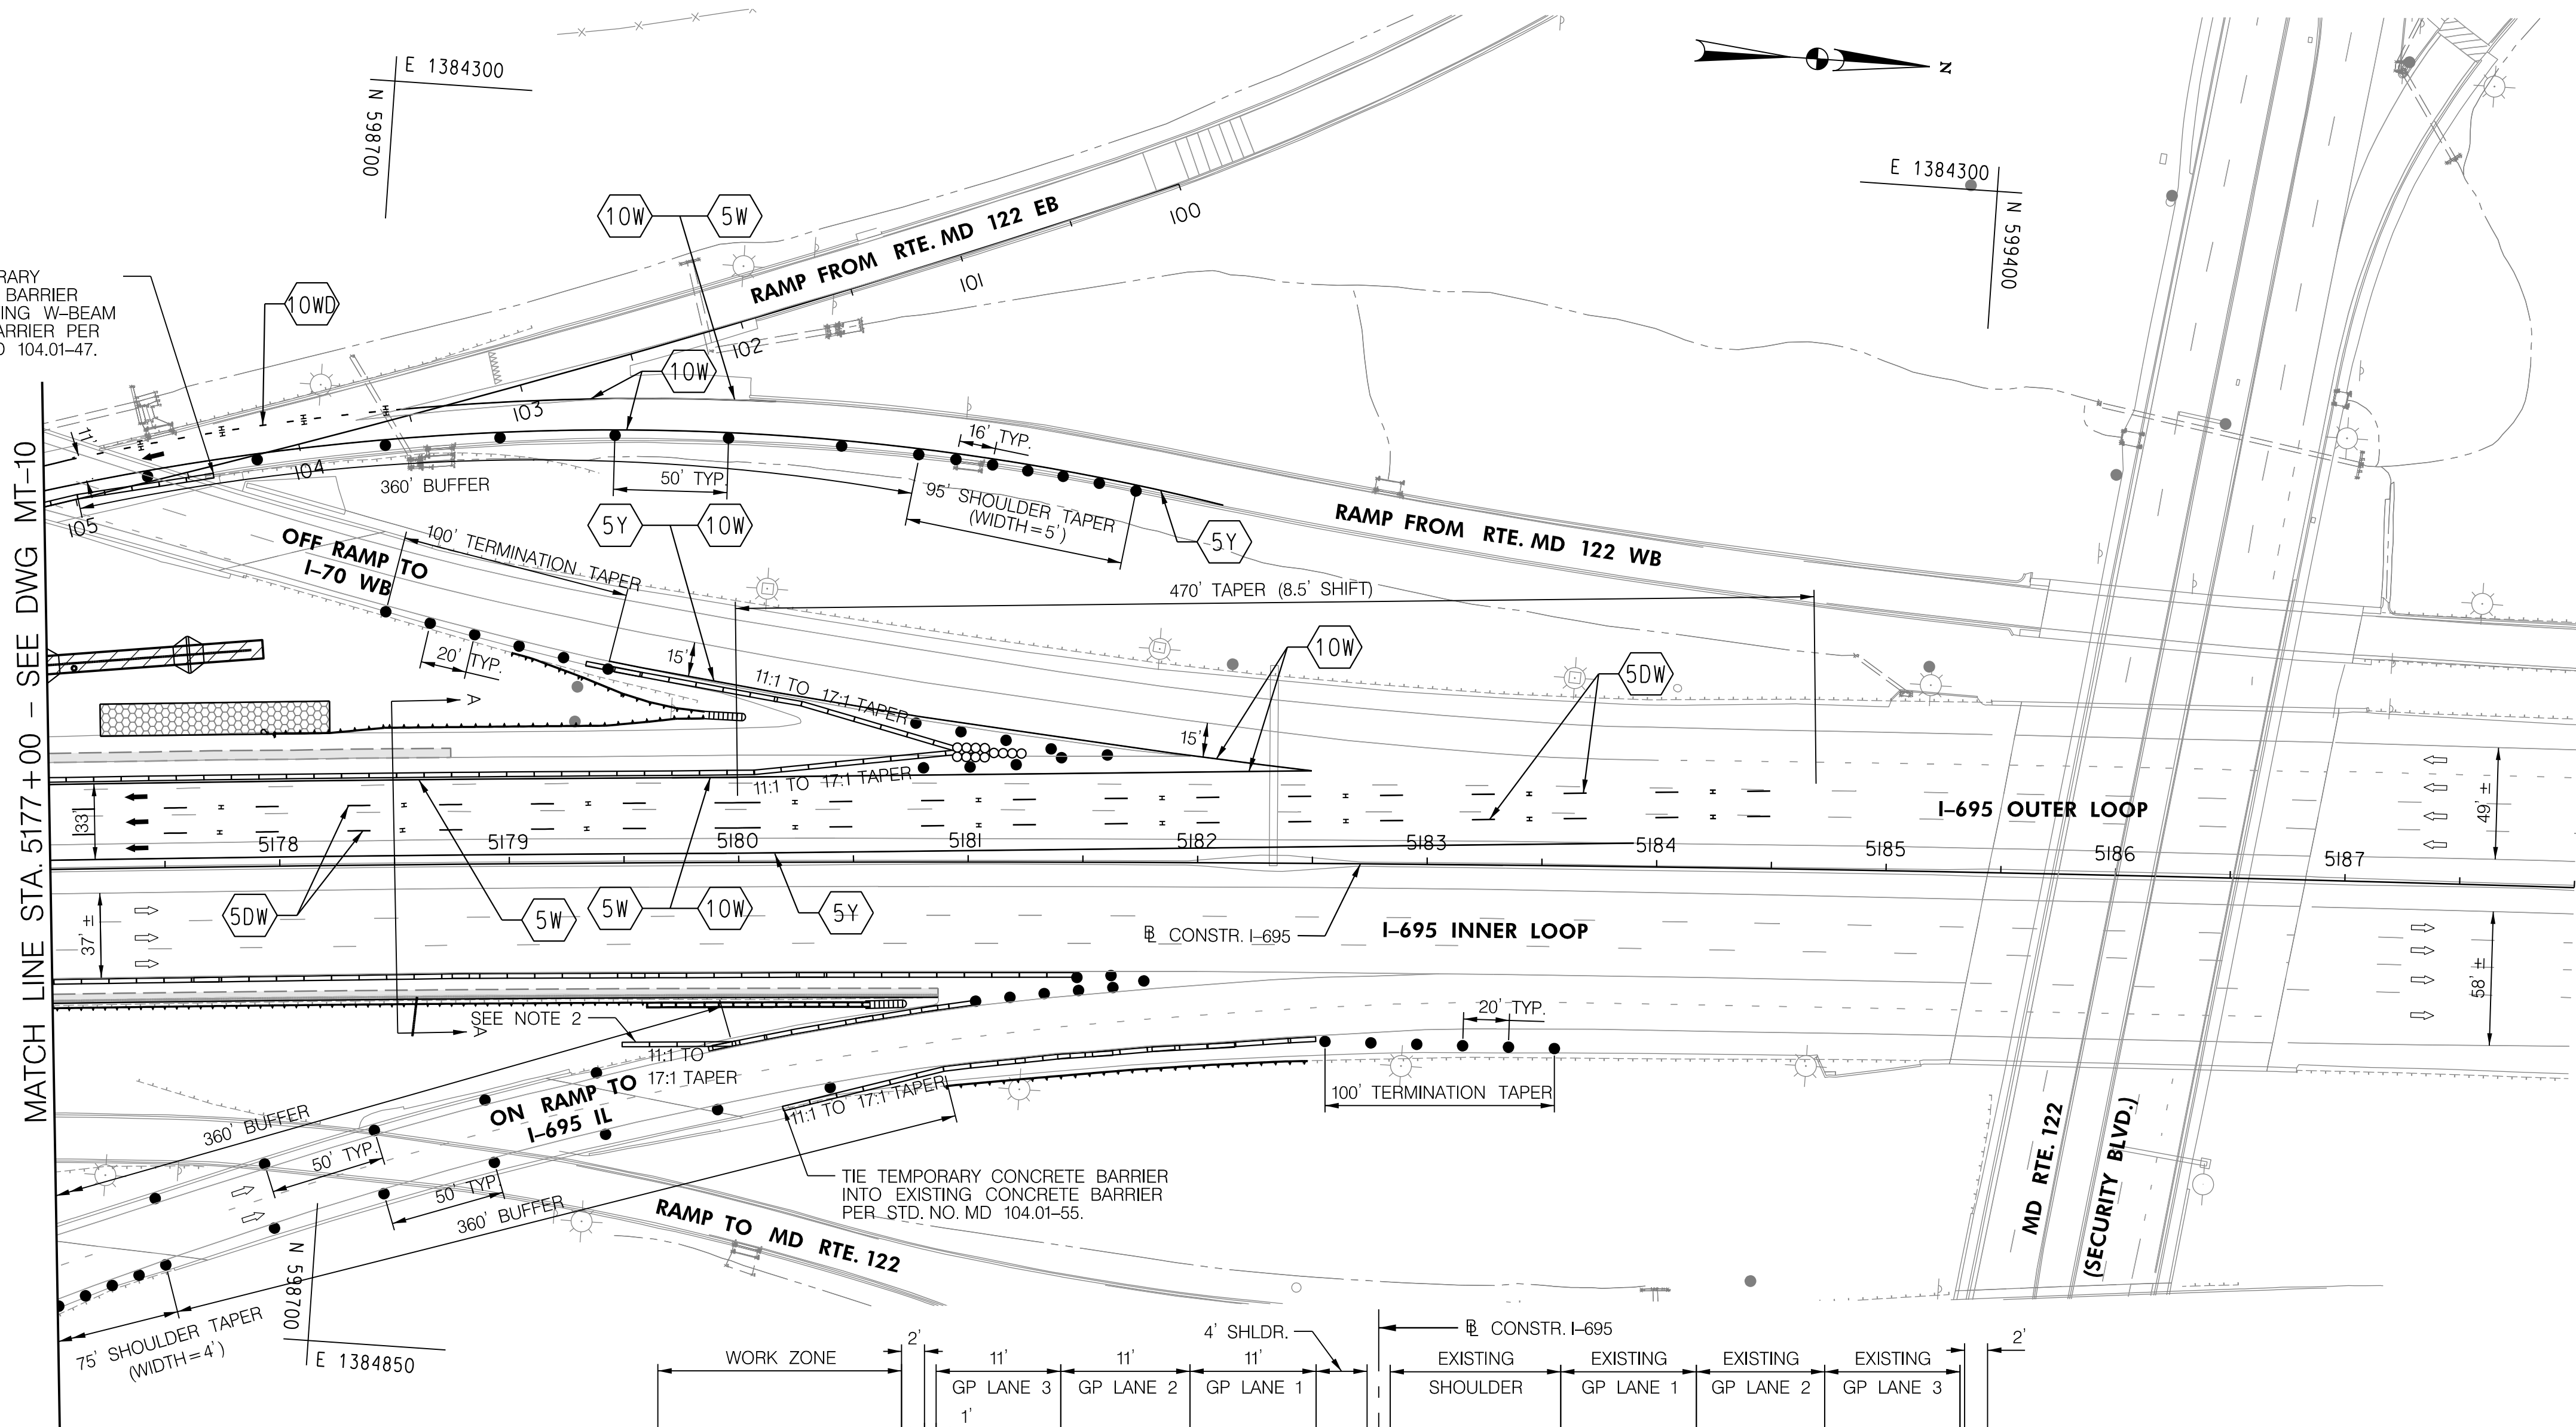 E 1384300
N 598700
N
E 1384300
N 599400
10W
5W
RAMP FROM RTE. MD 122 EB
100
101
102
103
104
105
RARY
BARRIER
ING W-BEAM
ARRIER PER
D 104.01-47.
10WD
10W
11'
16' TYP.
50' TYP.
360' BUFFER
95' SHOULDER TAPER
(WIDTH=5')
5Y
5Y
10W
RAMP FROM RTE. MD 122 WB
OFF RAMP TO
I-70 WB
100' TERMINATION TAPER
470' TAPER (8.5' SHIFT)
20' TYP.
15'
11:1 TO 17:1 TAPER
10W
5DW
15'
A
11:1 TO 17:1 TAPER
MATCH LINE STA. 5177+00 - SEE DWG MT-10
33'
I-695 OUTER LOOP
49' ±
5178
5179
5180
5181
5182
5183
5184
5185
5186
5187
5DW
5W
5W
10W
5Y
37' ±
℄ CONSTR. I-695
I-695 INNER LOOP
58' ±
SEE NOTE 2
A
11:1 TO
17:1 TAPER
20' TYP.
ON RAMP TO
I-695 IL
11:1 TO 17:1 TAPER
100' TERMINATION TAPER
360' BUFFER
50' TYP.
50' TYP.
360' BUFFER
TIE TEMPORARY CONCRETE BARRIER
INTO EXISTING CONCRETE BARRIER
PER STD. NO. MD 104.01-55.
RAMP TO MD RTE. 122
MD RTE. 122
(SECURITY BLVD.)
75' SHOULDER TAPER
(WIDTH=4')
N 598700
E 1384850
WORK ZONE
2'
11'
GP LANE 3
1'
11'
GP LANE 2
11'
GP LANE 1
4' SHLDR.
℄ CONSTR. I-695
EXISTING
SHOULDER
EXISTING
GP LANE 1
EXISTING
GP LANE 2
EXISTING
GP LANE 3
2'